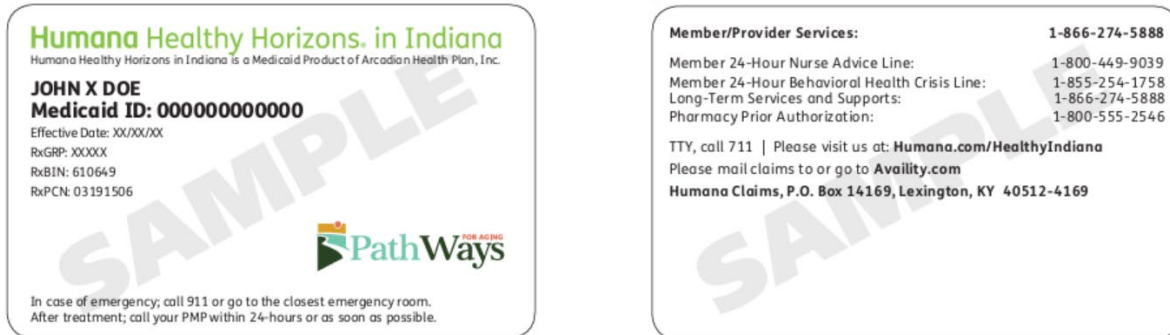 Humana Healthy Horizons® in Indiana
Humana Healthy Horizons in Indiana is a Medicaid Product of Arcadian Health Plan, Inc.
JOHN X DOE
Medicaid ID: 000000000000
Effective Date: XX/XX/XX
RxGRP: XXXXX
RxBIN: 610649
RxPCN: 03191506
SAMPLE
FOR AGING
PathWays
In case of emergency; call 911 or go to the closest emergency room.
After treatment; call your PMP within 24-hours or as soon as possible.
Member/Provider Services: 1-866-274-5888
Member 24-Hour Nurse Advice Line: 1-800-449-9039
Member 24-Hour Behavioral Health Crisis Line: 1-855-254-1758
Long-Term Services and Supports: 1-866-274-5888
Pharmacy Prior Authorization: 1-800-555-2546
TTY, call 711 | Please visit us at: Humana.com/HealthyIndiana
Please mail claims to or go to Availity.com
Humana Claims, P.O. Box 14169, Lexington, KY 40512-4169
SAMPLE